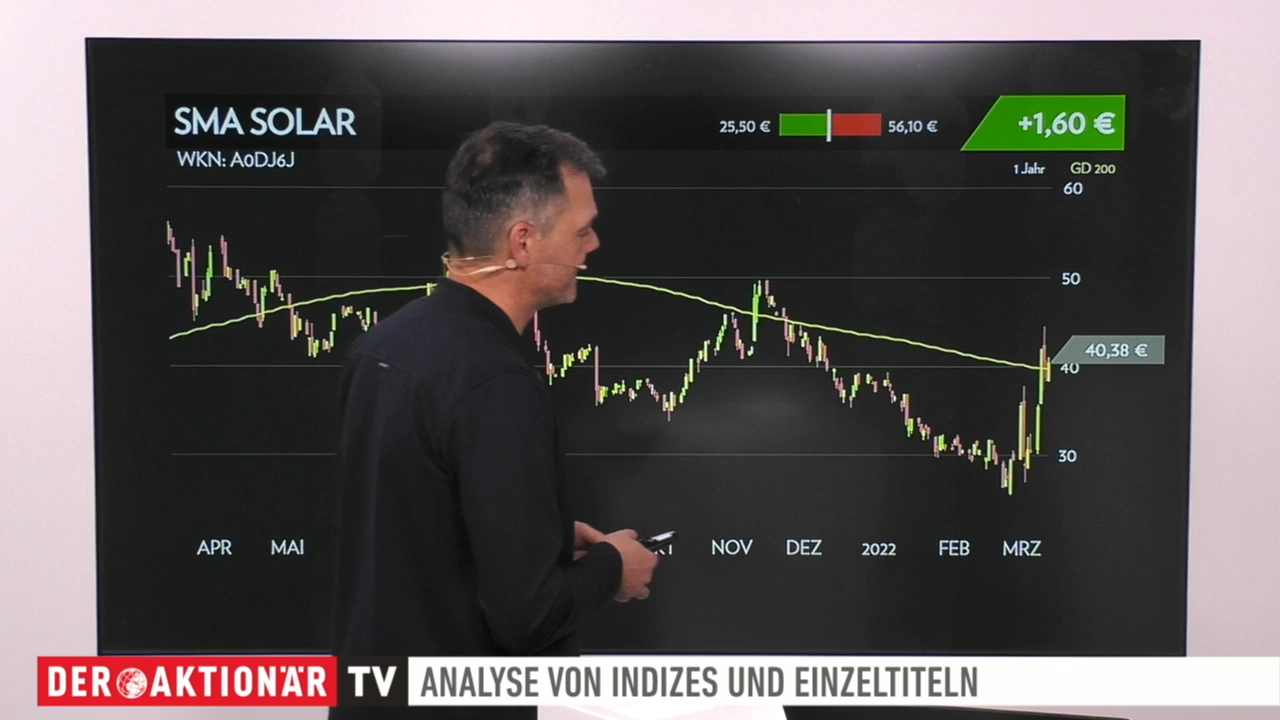 SMA SOLAR
WKN: A0DJ6J
25,50 €
56,10 €
+1,60 €
1 Jahr GD 200
60
50
40,38 €
40
30
APR MAI NOV DEZ 2022 FEB MRZ
DER AKTIONÄR TV ANALYSE VON INDIZES UND EINZELTITELN